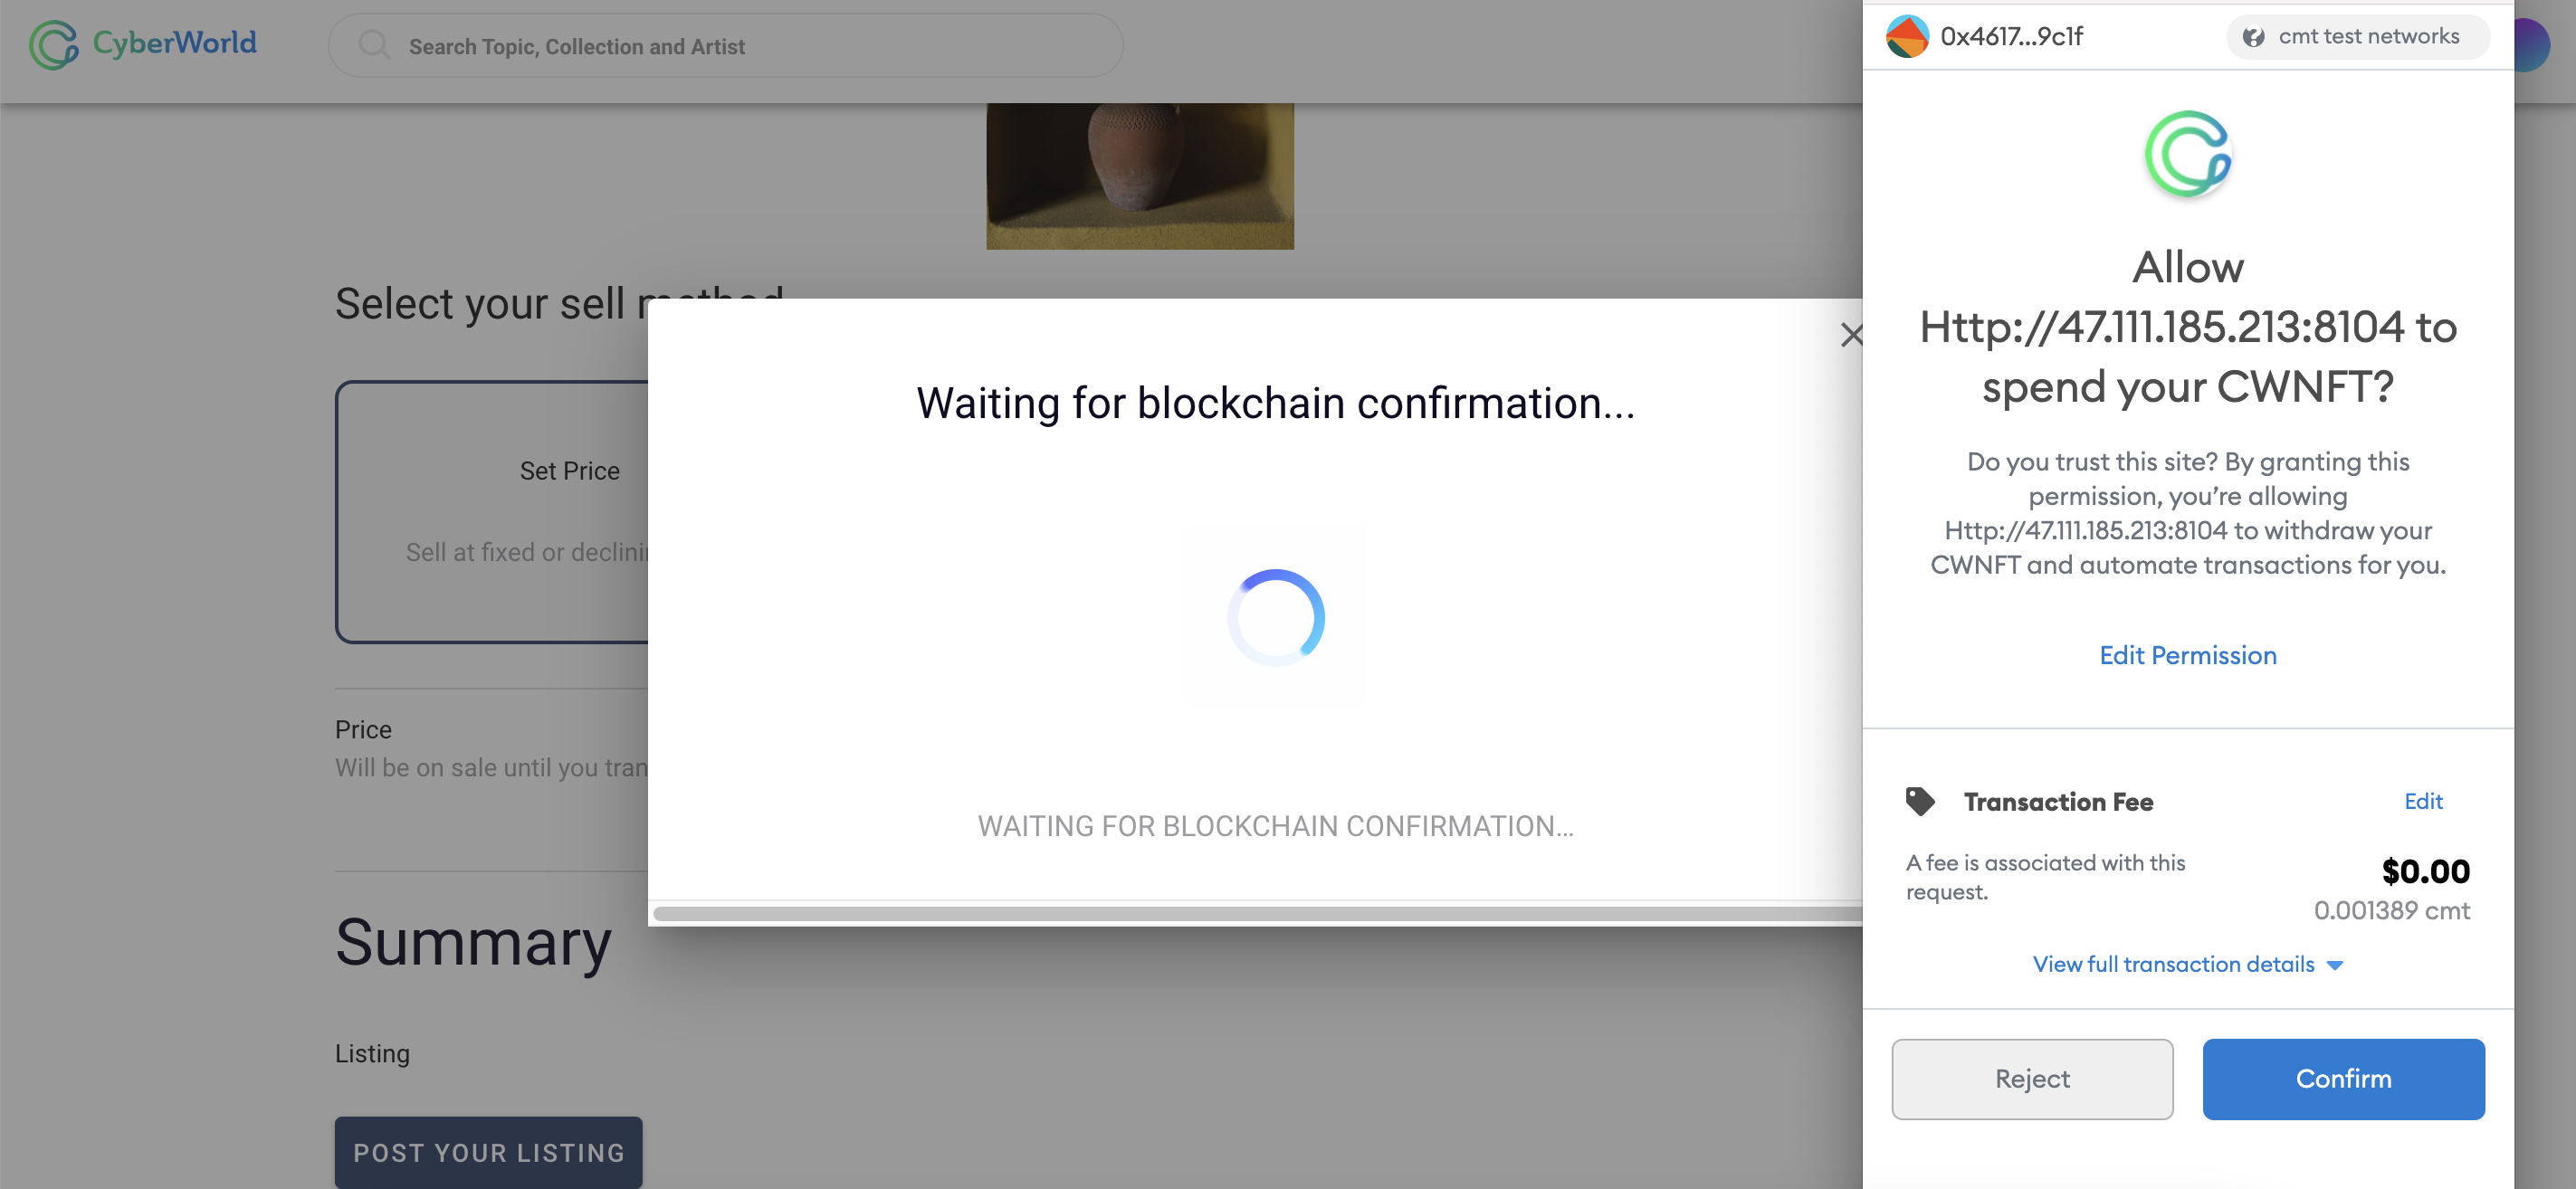 CyberWorld
Search Topic, Collection and Artist
Select your sell method
Set Price
Sell at fixed or declini
Price
Will be on sale until you tran
Summary
Listing
POST YOUR LISTING
Waiting for blockchain confirmation...
WAITING FOR BLOCKCHAIN CONFIRMATION...
0x4617...9c1f
cmt test networks
Allow
Http://47.111.185.213:8104 to
spend your CWNFT?
Do you trust this site? By granting this
permission, you’re allowing
Http://47.111.185.213:8104 to withdraw your
CWNFT and automate transactions for you.
Edit Permission
Transaction Fee
Edit
A fee is associated with this
request.
$0.00
0.001389 cmt
View full transaction details
Reject
Confirm